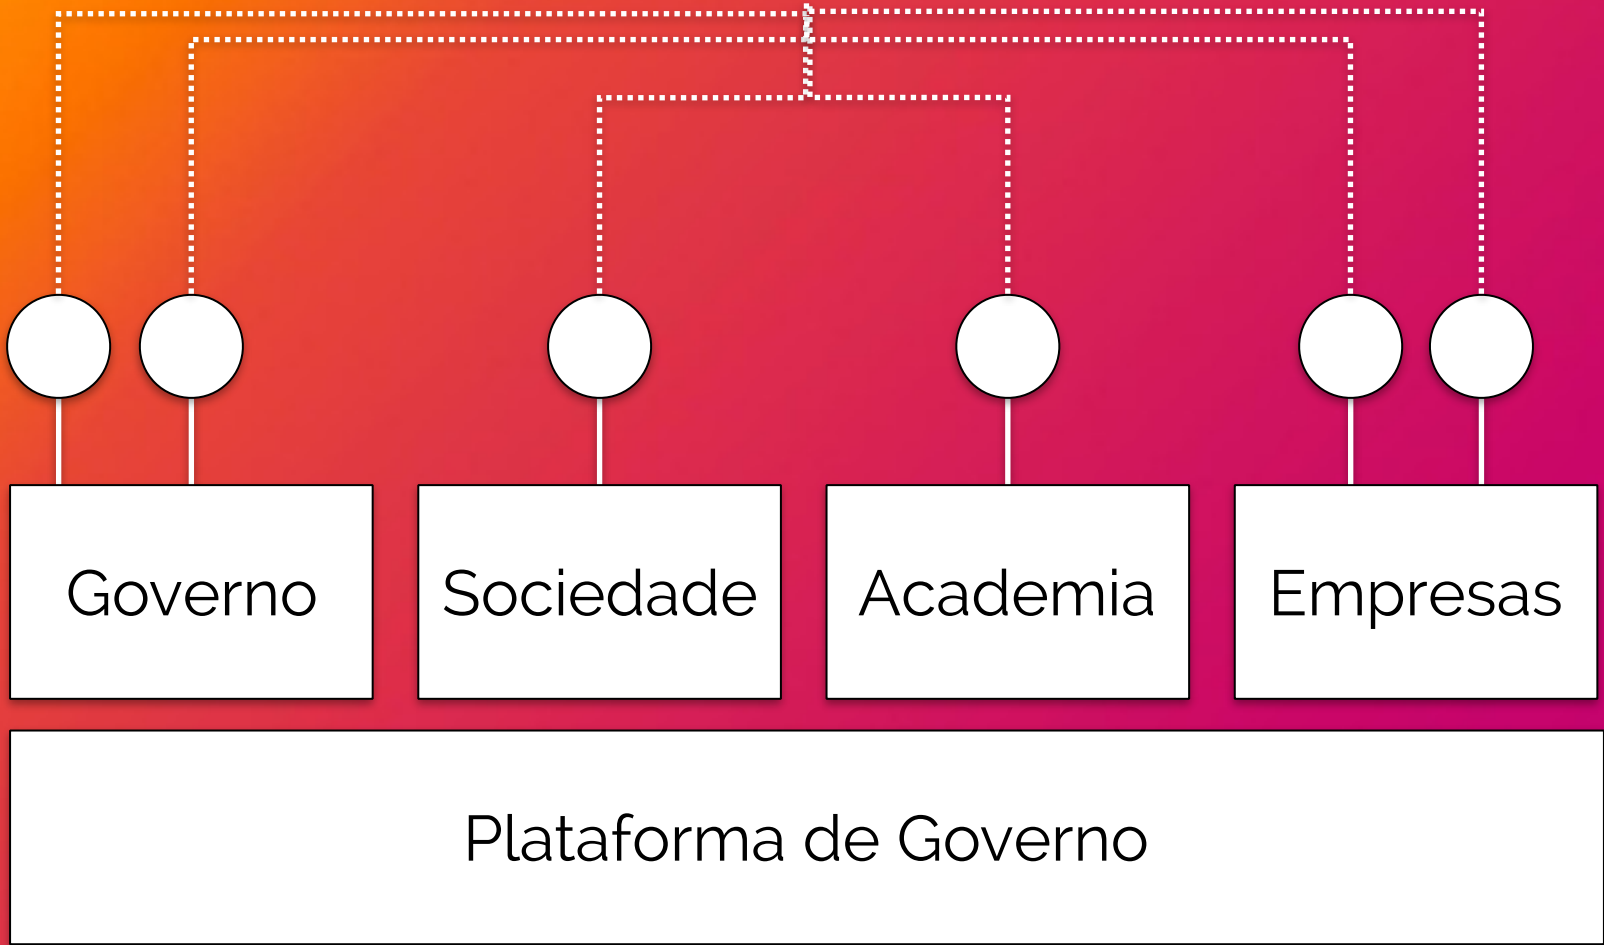 Governo
Sociedade
Academia
Empresas
Plataforma de Governo